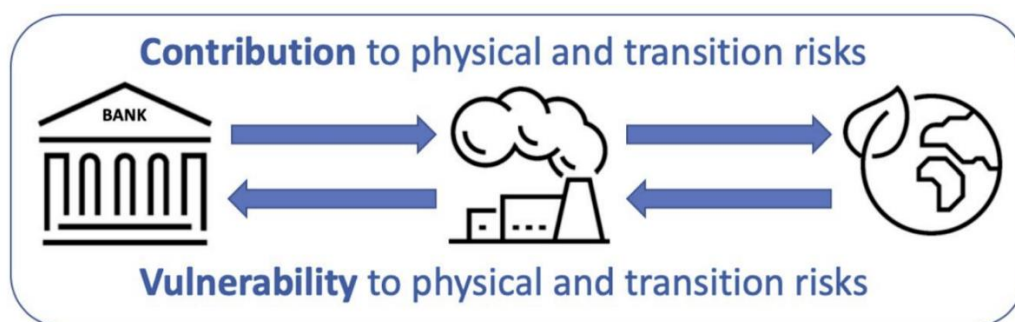 Contribution to physical and transition risks
BANK
Vulnerability to physical and transition risks